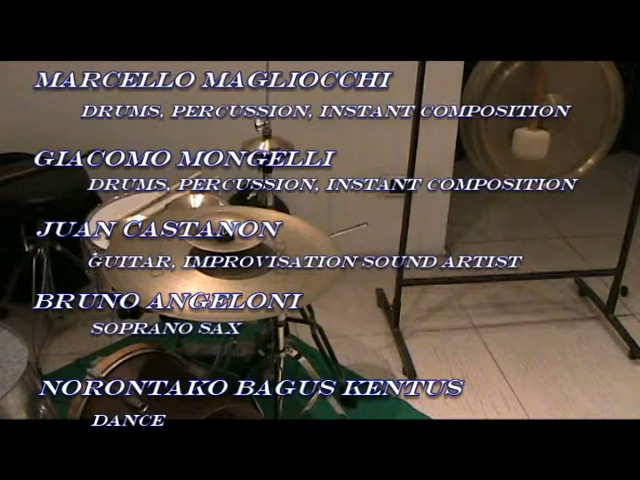 MARCELLO MAGLIOCCHI
DRUMS, PERCUSSION, INSTANT COMPOSITION
GIACOMO MONGELLI
DRUMS, PERCUSSION, INSTANT COMPOSITION
JUAN CASTANON
GUITAR, IMPROVISATION SOUND ARTIST
BRUNO ANGELONI
SOPRANO SAX
NORONTAKO BAGUS KENTUS
DANCE